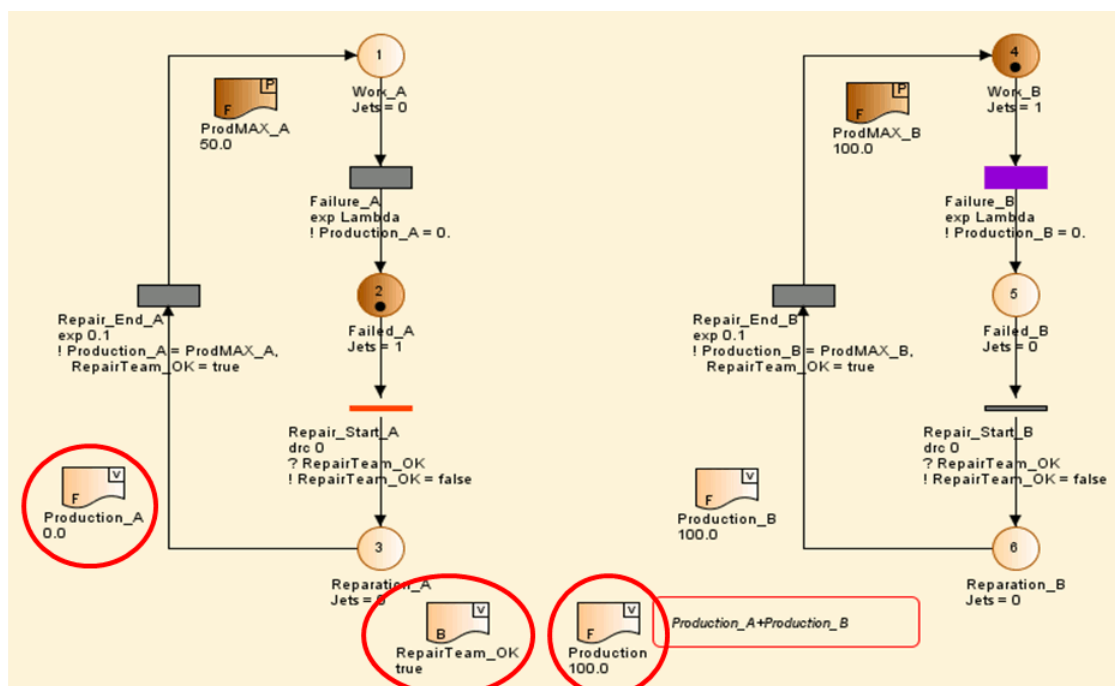 1
Work_A
Jets = 0
P
F
ProdMAX_A
50.0
Failure_A
exp Lambda
! Production_A = 0.
2
Failed_A
Jets = 1
Repair_End_A
exp 0.1
! Production_A = ProdMAX_A,
RepairTeam_OK = true
Repair_Start_A
drc 0
? RepairTeam_OK
! RepairTeam_OK = false
V
F
Production_A
0.0
3
Reparation_A
Jets = 0
4
Work_B
Jets = 1
P
F
ProdMAX_B
100.0
Failure_B
exp Lambda
! Production_B = 0.
5
Failed_B
Jets = 0
Repair_End_B
exp 0.1
! Production_B = ProdMAX_B,
RepairTeam_OK = true
Repair_Start_B
drc 0
? RepairTeam_OK
! RepairTeam_OK = false
V
F
Production_B
100.0
6
Reparation_B
Jets = 0
V
B
RepairTeam_OK
true
V
F
Production
100.0
Production_A+Production_B